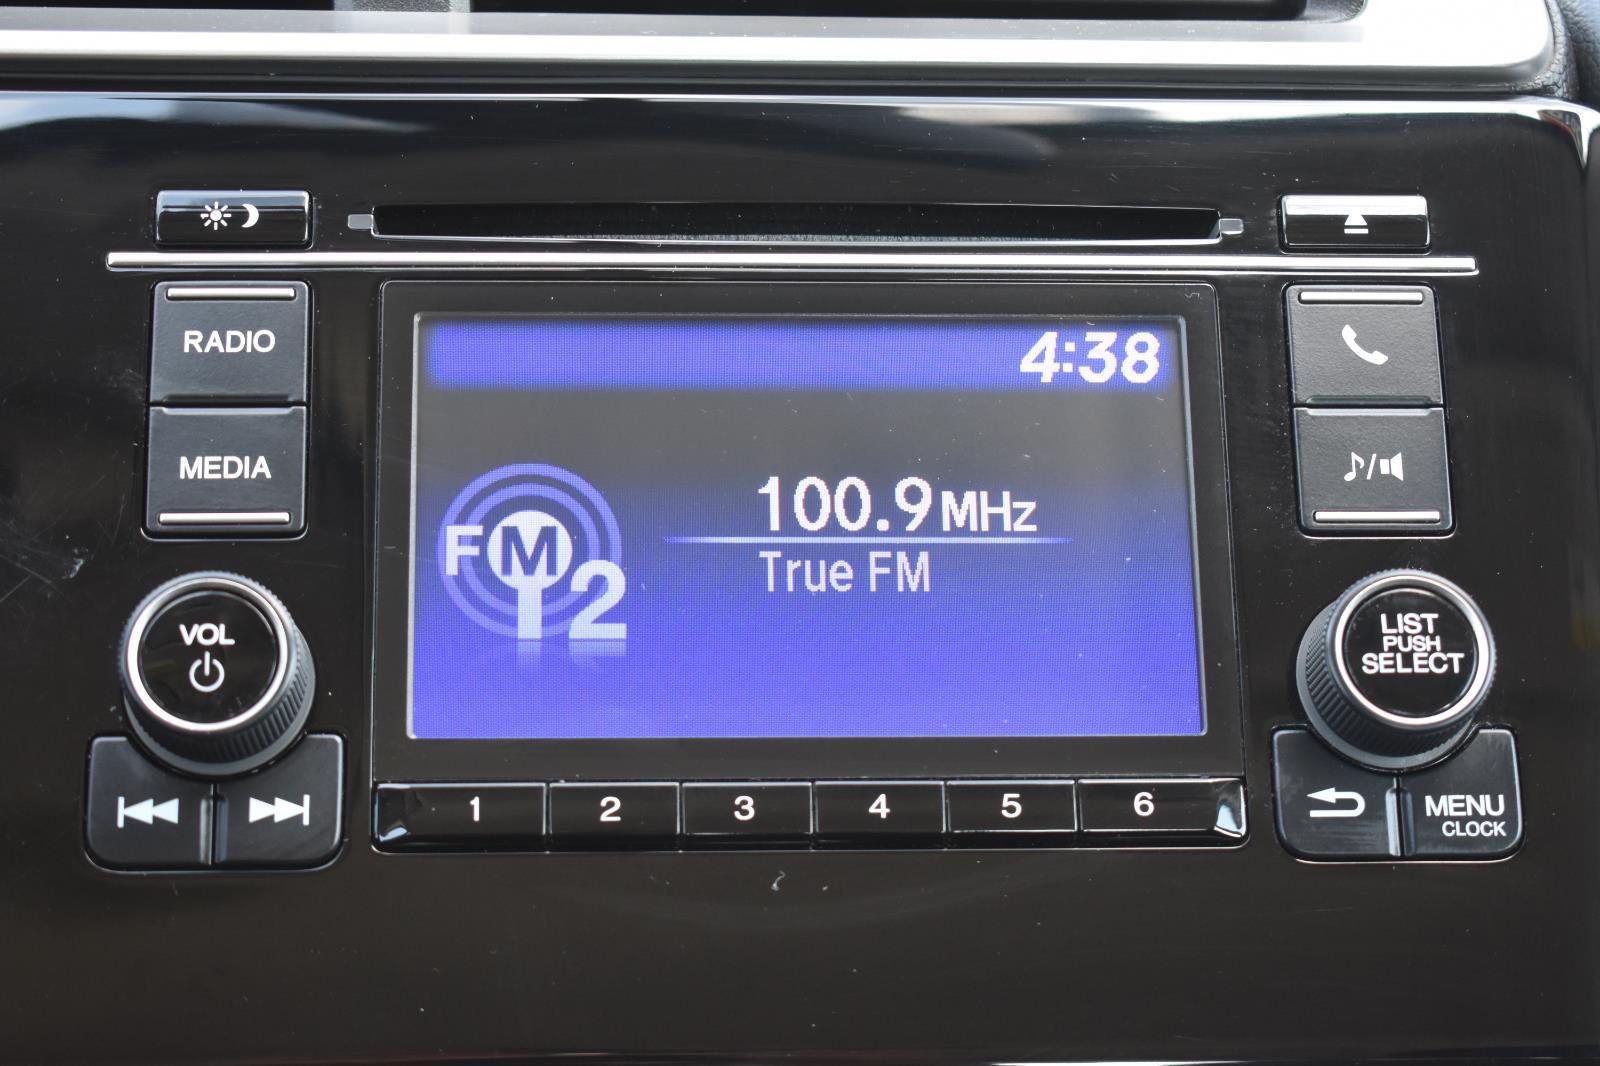 RADIO
MEDIA
VOL
4:38
FM
2
100.9MHz
True FM
1 2 3 4 5 6
LIST
PUSH
SELECT
MENU
CLOCK